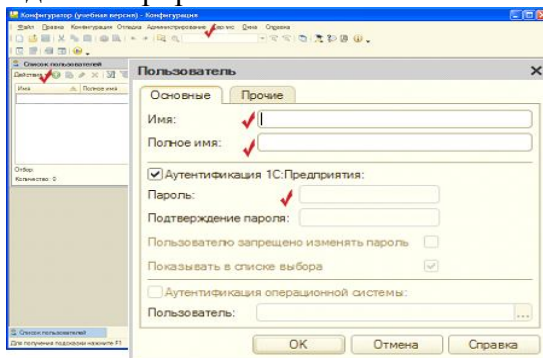 Конфигуратор (учебная версия) - Конфигурация
Файл Правка Конфигурация Отладка Администрирование Сервис Окна Справка
Список пользователей
Действия
Имя Полное имя
Отбор:
Количество: 0
Пользователь
Основные Прочие
Имя:
Полное имя:
Аутентификация 1С:Предприятия:
Пароль:
Подтверждение пароля:
Пользователю запрещено изменять пароль
Показывать в списке выбора
Аутентификация операционной системы:
Пользователь:
...
OK Отмена Справка
Список пользователей
Для получения подсказки нажмите F1